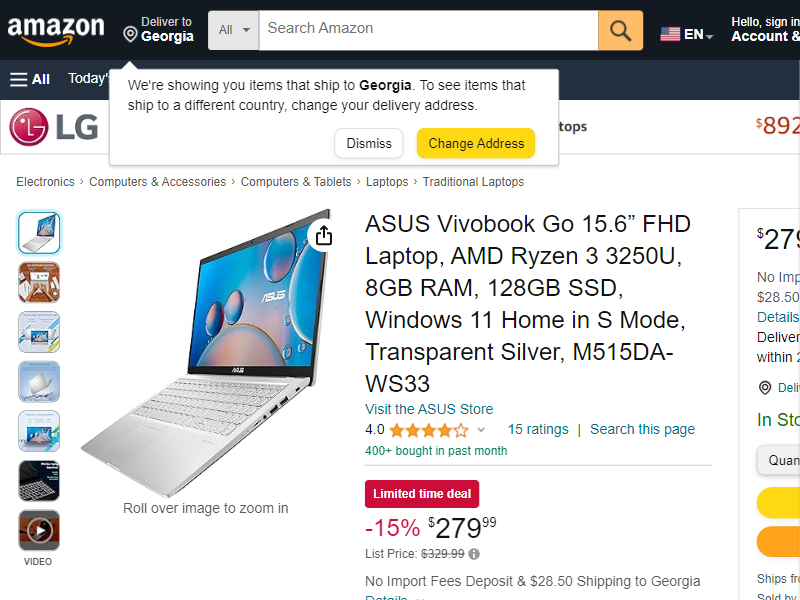 amazon
Deliver to
Georgia
All
Search Amazon
EN
Hello, sign in
Account &
All
Today'
We're showing you items that ship to Georgia. To see items that
ship to a different country, change your delivery address.
Dismiss
Change Address
LG
tops
$892
Electronics › Computers & Accessories › Computers & Tablets › Laptops › Traditional Laptops
ASUS Vivobook Go 15.6” FHD
Laptop, AMD Ryzen 3 3250U,
8GB RAM, 128GB SSD,
Windows 11 Home in S Mode,
Transparent Silver, M515DA-
WS33
Visit the ASUS Store
4.0
15 ratings | Search this page
400+ bought in past month
ASUS
ASUS
Roll over image to zoom in
VIDEO
Limited time deal
-15% $27999
List Price: $329.99
No Import Fees Deposit & $28.50 Shipping to Georgia
Details
$279
No Imp
$28.50
Details
Deliver
within 2
Deli
In Sto
Quan
Ships fro
Sold by